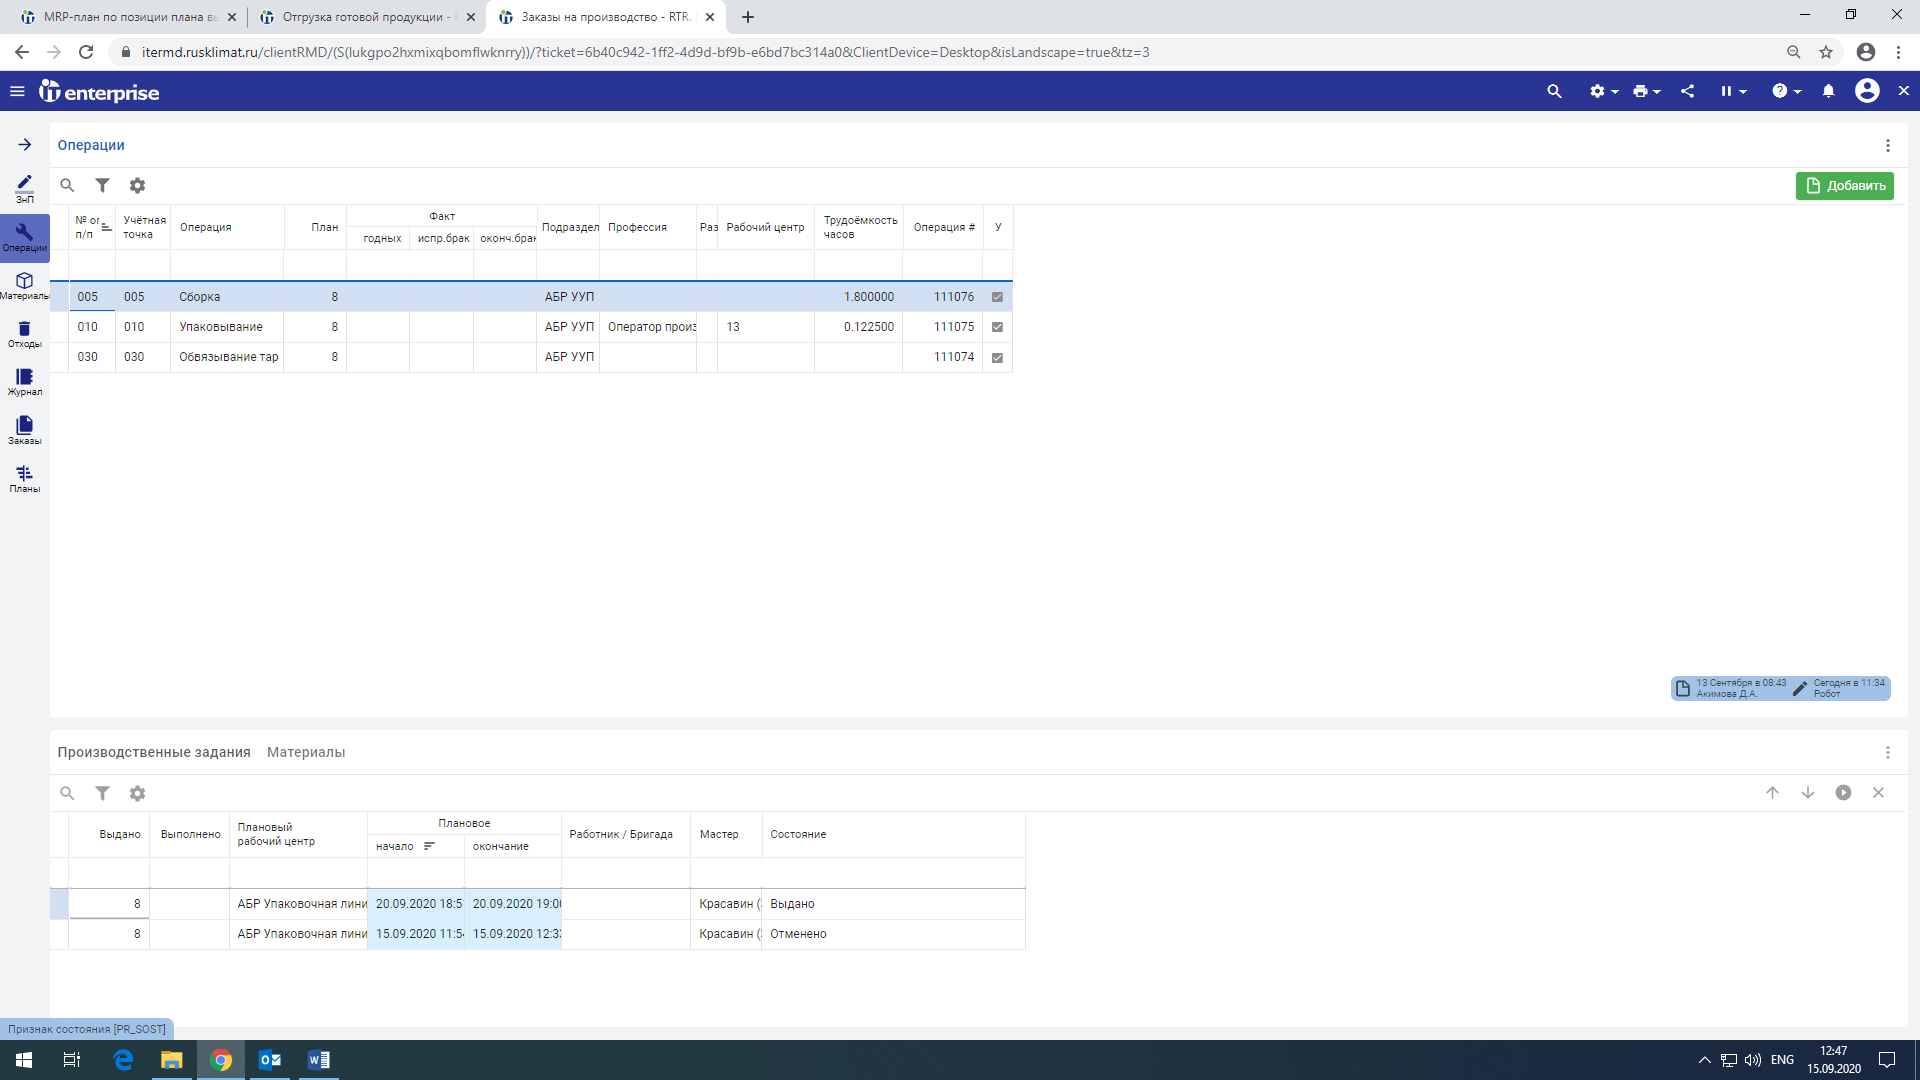 MRP-план по позиции плана вы
Отгрузка готовой продукции -
Заказы на производство - RTR.
itermd.rusklimat.ru/clientRMD/(S(lukgpo2hxmixqbomflwknrry))/?ticket=6b40c942-1ff2-4d9d-bf9b-e6bd7bc314a0&ClientDevice=Desktop&isLandscape=true&tz=3
it enterprise
ЗнП
Операции
Материалы
Отходы
Журнал
Заказы
Планы
Операции
Добавить
№ оп п/п Учётная точка Операция План Факт годных испр.брак оконч.брак Подраздел Профессия Раз Рабочий центр Трудоёмкость часов Операция # У
005 005 Сборка 8 АБР УУП 1.800000 111076
010 010 Упаковывание 8 АБР УУП Оператор произ 13 0.122500 111075
030 030 Обвязывание тар 8 АБР УУП 111074
13 Сентября в 08:43 Сегодня в 11:34
Акимова Д.А. Робот
Производственные задания Материалы
Выдано Выполнено Плановый рабочий центр Плановое начало окончание Работник / Бригада Мастер Состояние
8 АБР Упаковочная лини 20.09.2020 18:5 20.09.2020 19:0 Красавин ( Выдано
8 АБР Упаковочная лини 15.09.2020 11:5 15.09.2020 12:3 Красавин ( Отменено
Признак состояния [PR_SOST]
ENG
12:47
15.09.2020